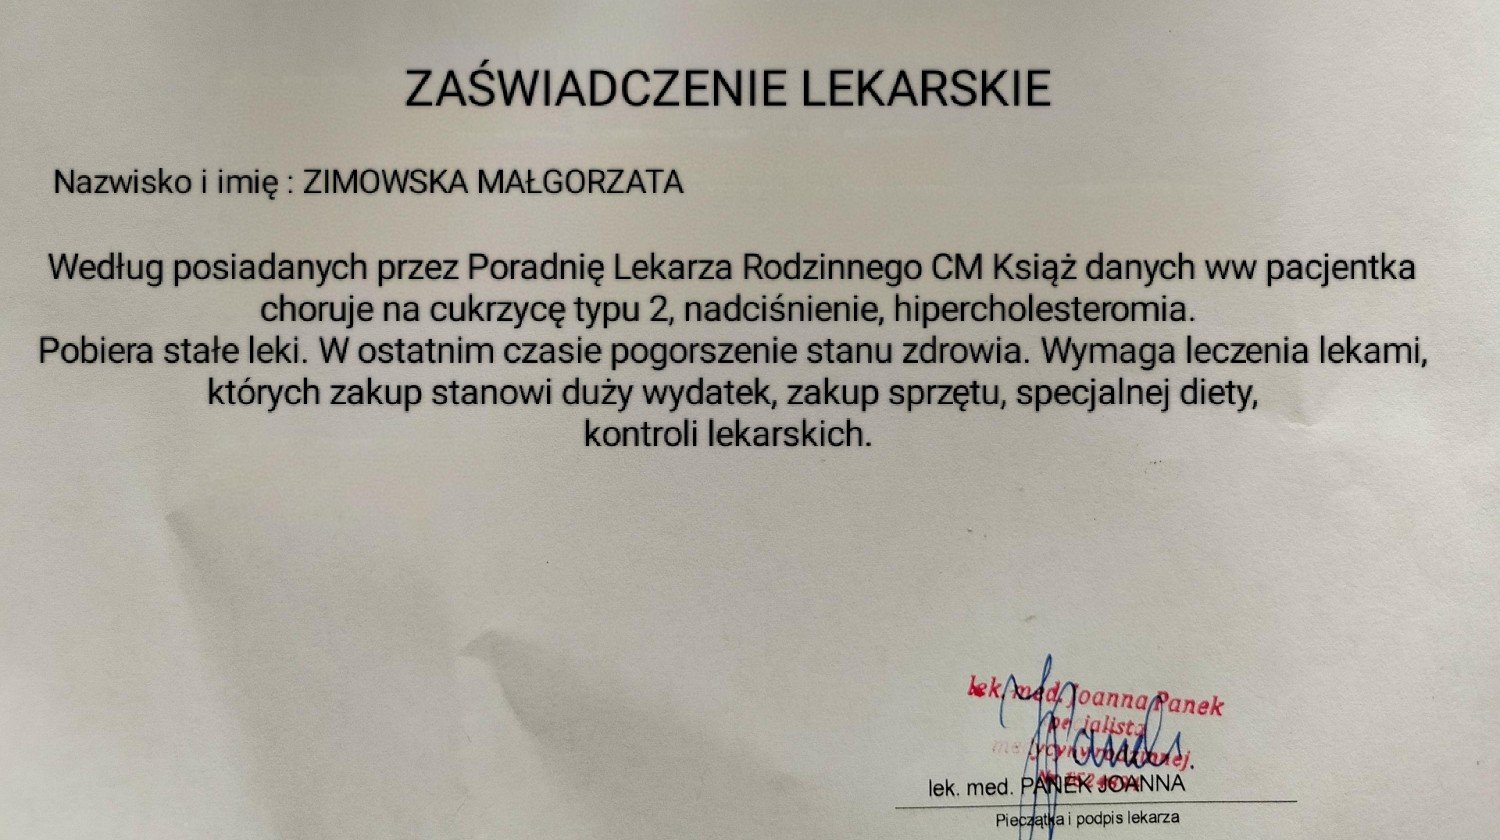 ZAŚWIADCZENIE LEKARSKIE
Nazwisko i imię : ZIMOWSKA MAŁGORZATA
Według posiadanych przez Poradnię Lekarza Rodzinnego CM Książ danych ww pacjentka
choruje na cukrzycę typu 2, nadciśnienie, hipercholesteromia.
Pobiera stałe leki. W ostatnim czasie pogorszenie stanu zdrowia. Wymaga leczenia lekami,
których zakup stanowi duży wydatek, zakup sprzętu, specjalnej diety,
kontroli lekarskich.
lek. med. Joanna Panek
rodzinnej
lek. med. PANEK JOANNA
Pieczątka i podpis lekarza